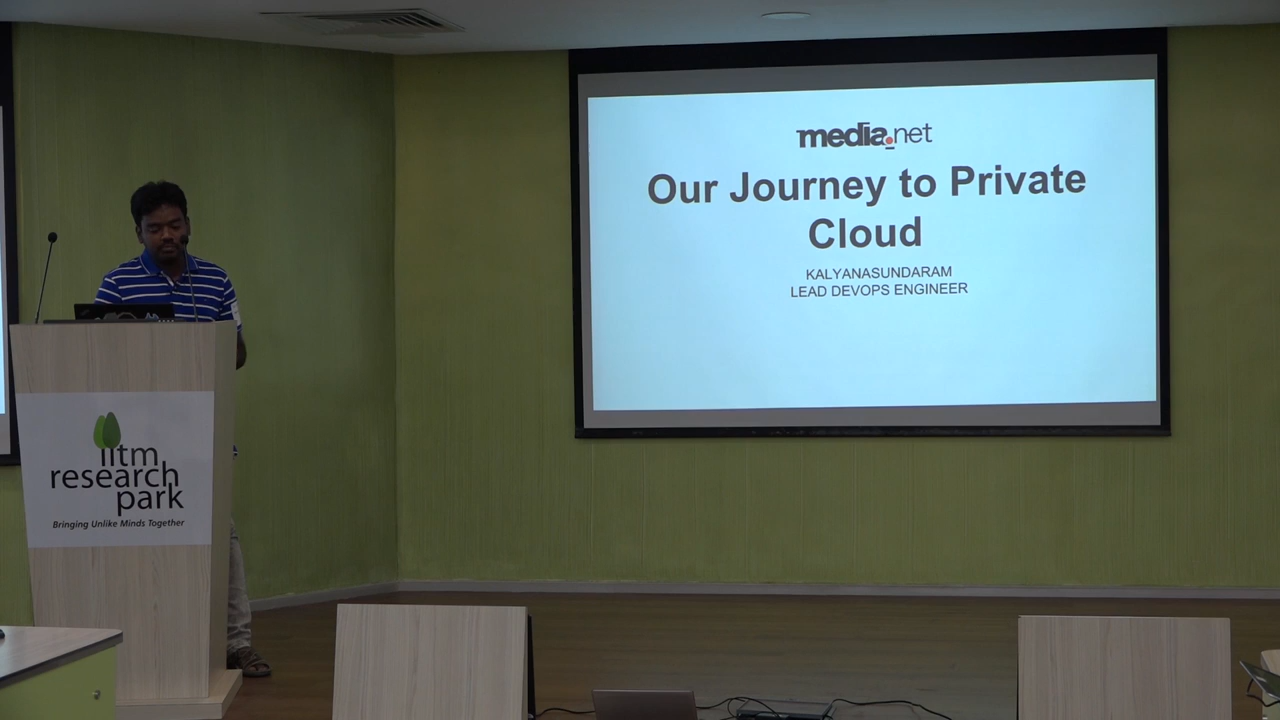 media.net
Our Journey to Private
Cloud
KALYANASUNDARAM
LEAD DEVOPS ENGINEER
iitm
research
park
Bringing Unlike Minds Together